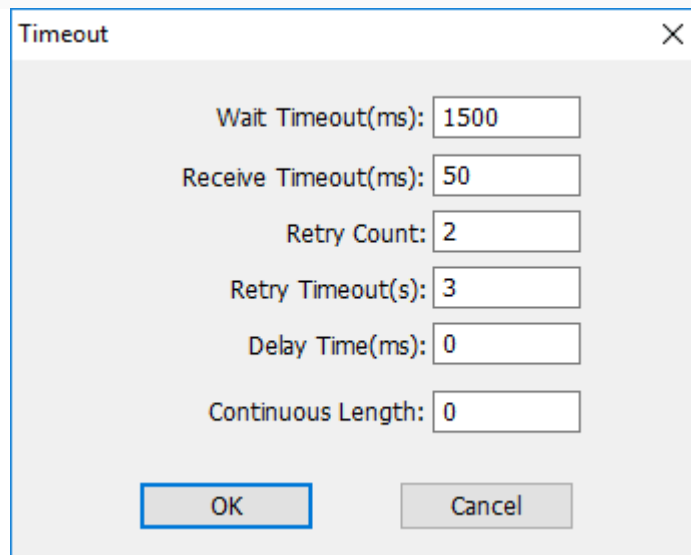 Timeout
Wait Timeout(ms): 1500
Receive Timeout(ms): 50
Retry Count: 2
Retry Timeout(s): 3
Delay Time(ms): 0
Continuous Length: 0
OK Cancel